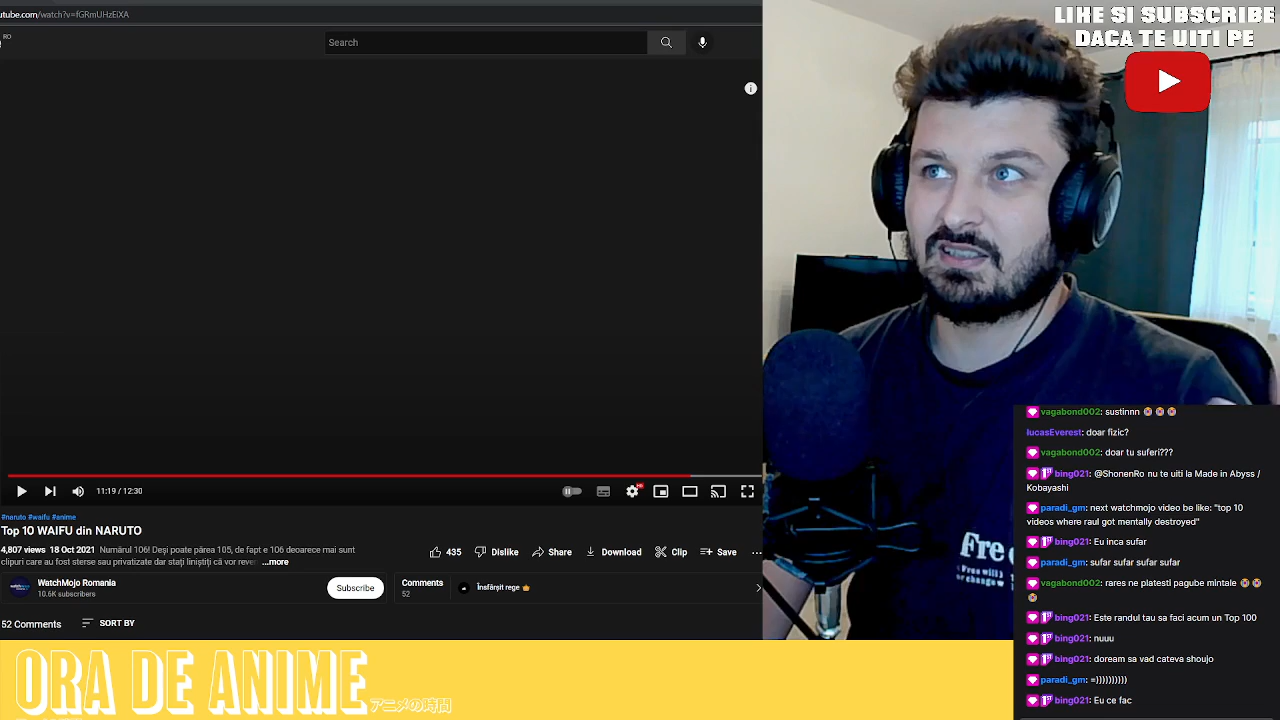 utube.com/watch?v=fGRmUHzEiXA
RO
Search
LIKE SI SUBSCRIBE
DACA TE UITI PE
11:19 / 12:30
#naruto #waifu #anime
Top 10 WAIFU din NARUTO
4,807 views 18 Oct 2021 Numărul 106! Deși poate părea 105, de fapt e 106 deoarece mai sunt
clipuri care au fost sterse sau privatizate dar stați liniștiți că vor rever ...more
435
Dislike
Share
Download
Clip
Save
WatchMojo Romania
10.6K subscribers
Subscribe
Comments
52
Însfârșit rege
52 Comments
SORT BY
ORA DE ANIME
アニメの時間
Fre
vagabond002: sustinnn
lucasEverest: doar fizic?
vagabond002: doar tu suferi???
bing021: @ShonenRo nu te uiti la Made in Abyss /
Kobayashi
paradi_gm: next watchmojo video be like: "top 10
videos where raul got mentally destroyed"
bing021: Eu inca sufar
paradi_gm: sufar sufar sufar sufar
vagabond002: rares ne platesti pagube mintale
bing021: Este randul tau sa faci acum un Top 100
bing021: nuuu
bing021: doream sa vad cateva shoujo
paradi_gm: =))))))))))
bing021: Eu ce fac